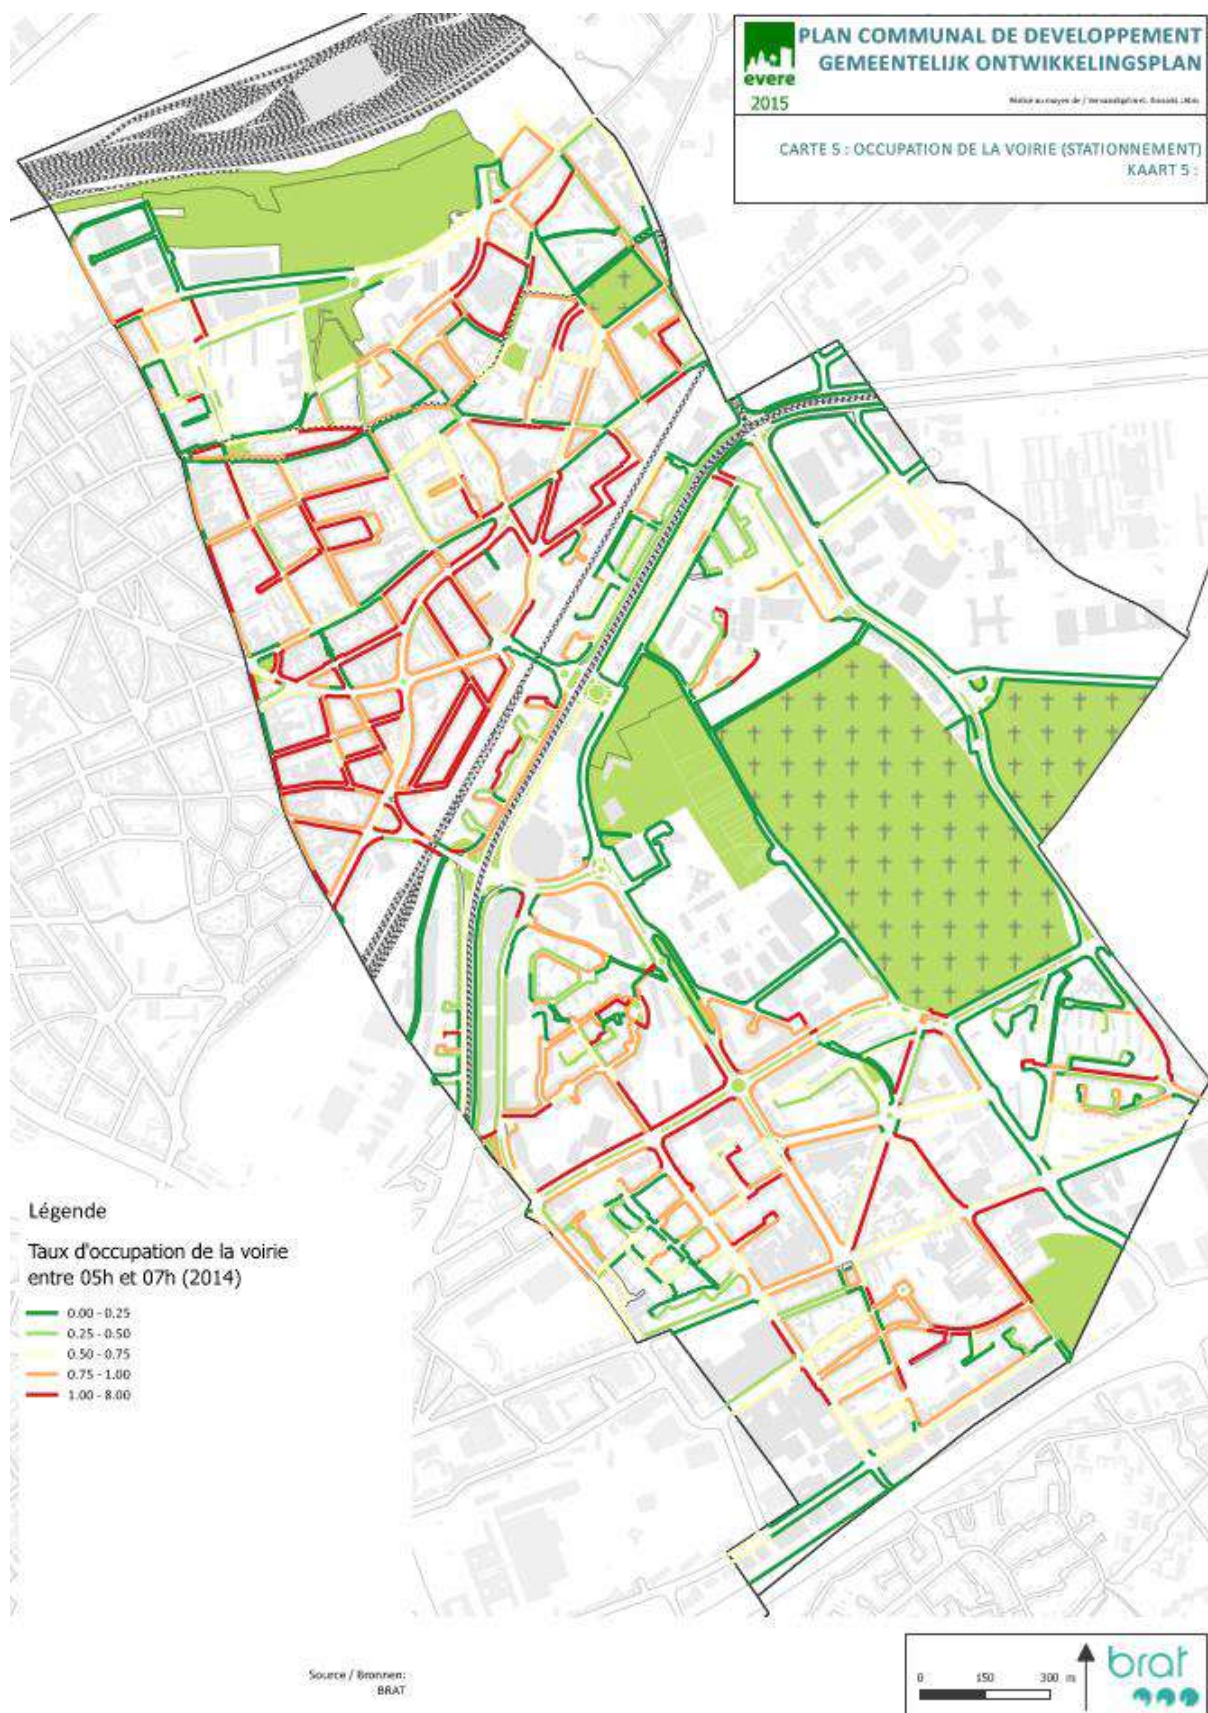 PLAN COMMUNAL DE DEVELOPPEMENT
GEMEENTELIJK ONTWIKKELINGSPLAN
evere
2015
CARTE 5 : OCCUPATION DE LA VOIRIE (STATIONNEMENT)
KAART 5 :
Légende
Taux d'occupation de la voirie
entre 05h et 07h (2014)
0.00 - 0.25
0.25 - 0.50
0.50 - 0.75
0.75 - 1.00
1.00 - 8.00
Source / Bronnen:
BRAT
0 150 300 m
brat